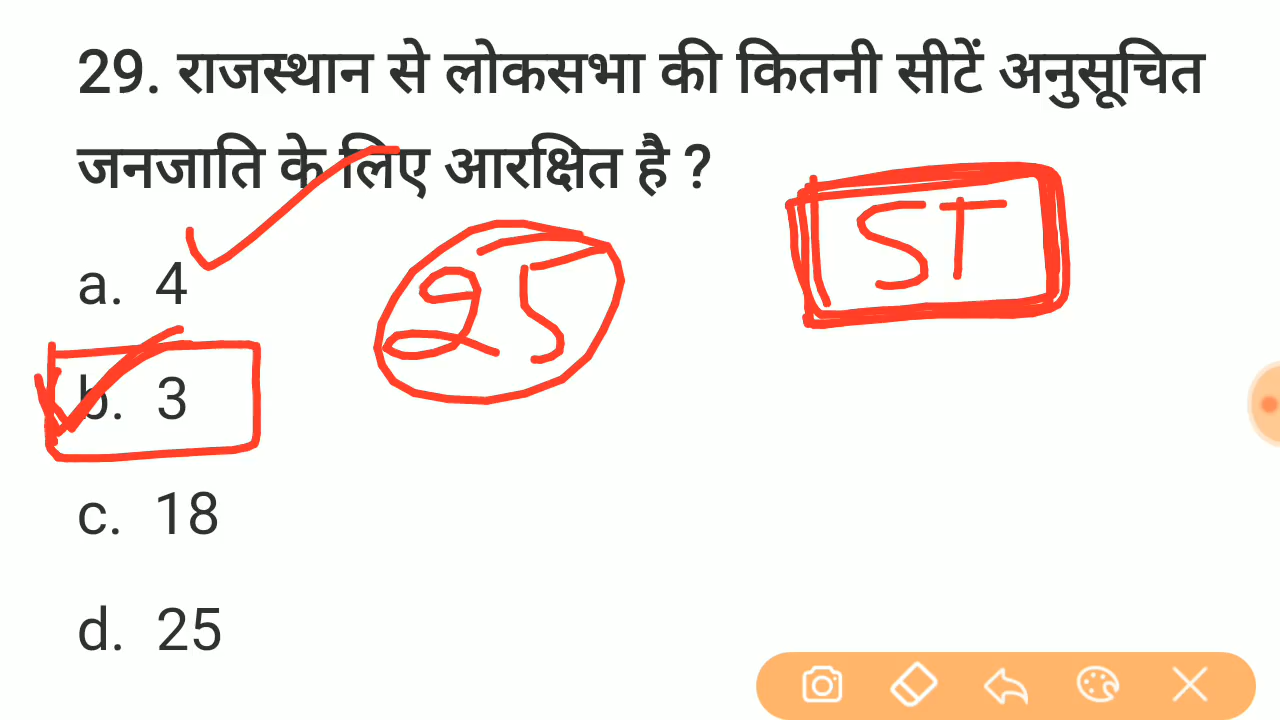 29. राजस्थान से लोकसभा की कितनी सीटें अनुसूचित
जनजाति के लिए आरक्षित है ?
ST
a. 4
25
b. 3
c. 18
d. 25